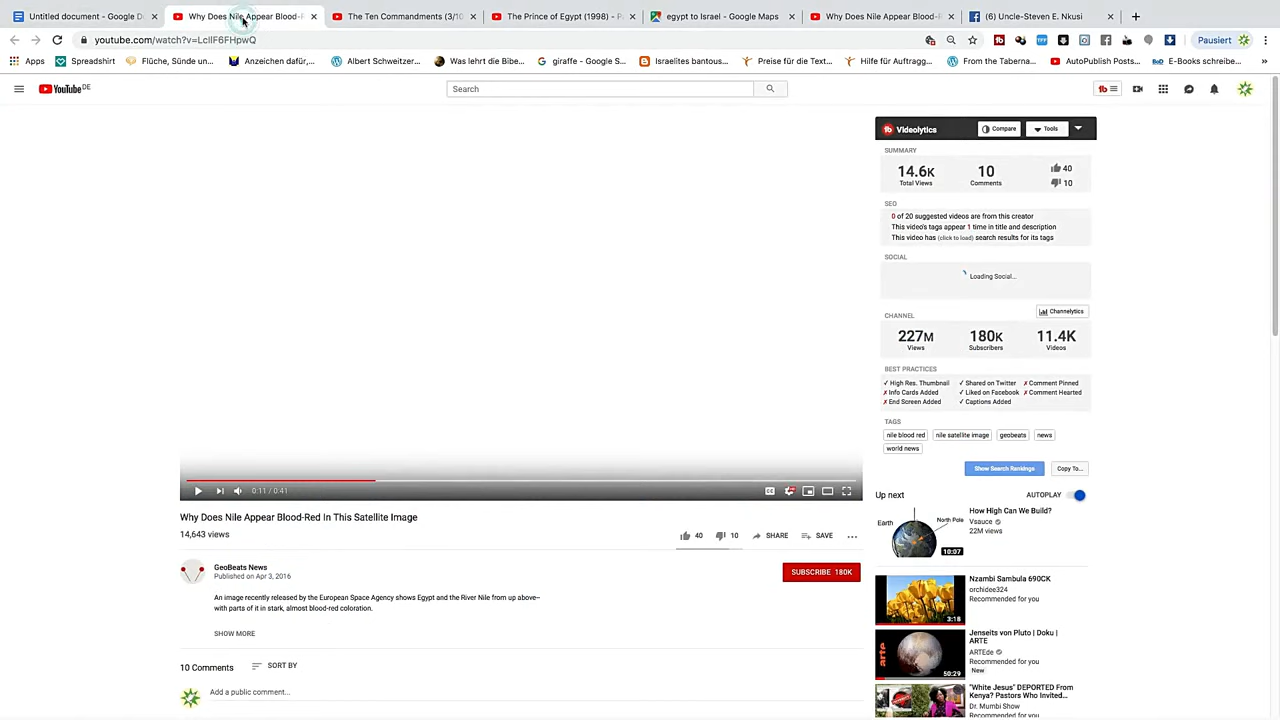 Untitled document - Google D
Why Does Nile Appear Blood-R
The Ten Commandments (3/10
The Prince of Egypt (1998) - P
egypt to Israel - Google Maps
Why Does Nile Appear Blood-R
(6) Uncle-Steven E. Nkusi
youtube.com/watch?v=LcllF6FHpwQ
Pausiert
Apps
Spreadshirt
Flüche, Sünde un...
Anzeichen dafür,...
Albert Schweitzer...
Was lehrt die Bibe...
giraffe - Google S...
Israelites bantous...
Preise für die Text...
Hilfe für Auftragg...
From the Taberna...
AutoPublish Posts...
E-Books schreibe...
YouTube DE
Search
Videolytics
Compare
Tools
SUMMARY
14.6K
Total Views
10
Comments
40
10
SEO
0 of 20 suggested videos are from this creator
This video's tags appear 1 time in title and description
This video has (click to load) search results for its tags
SOCIAL
Loading Social...
CHANNEL
Channelytics
227M
Views
180K
Subscribers
11.4K
Videos
BEST PRACTICES
✓ High Res. Thumbnail
✓ Shared on Twitter
✗ Comment Pinned
✗ Info Cards Added
✓ Liked on Facebook
✗ Comment Hearted
✗ End Screen Added
✓ Captions Added
TAGS
nile blood red
nile satellite image
geobeats
news
world news
Show Search Rankings
Copy To...
0:11 / 0:41
Why Does Nile Appear Blood-Red In This Satellite Image
14,643 views
40
10
SHARE
SAVE
GeoBeats News
Published on Apr 3, 2016
SUBSCRIBE 180K
An image recently released by the European Space Agency shows Egypt and the River Nile from up above--
with parts of it in stark, almost blood-red coloration.
SHOW MORE
10 Comments
SORT BY
Add a public comment...
Up next
AUTOPLAY
Earth
North Pole
10:07
How High Can We Build?
Vsauce
22M views
3:18
Nzambi Sambula 690CK
orchidee324
Recommended for you
arte
50:29
Jenseits von Pluto | Doku |
ARTE
ARTEde
Recommended for you
New
"White Jesus" DEPORTED From
Kenya? Pastors Who Invited...
Dr. Mumbi Show
Recommended for you